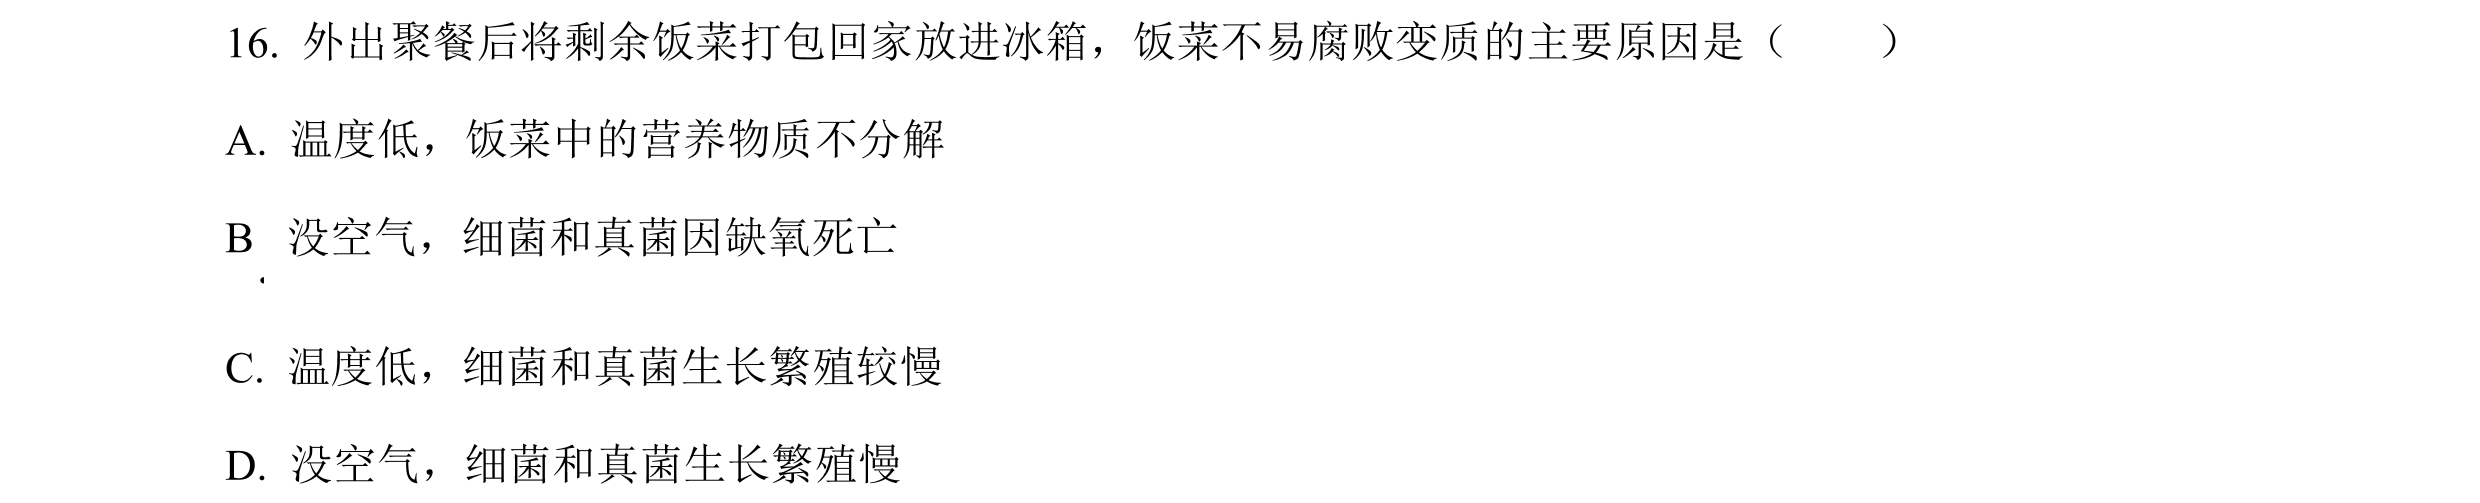 16. 外出聚餐后将剩余饭菜打包回家放进冰箱，饭菜不易腐败变质的主要原因是（　　）
A. 温度低，饭菜中的营养物质不分解
B 没空气，细菌和真菌因缺氧死亡
.
C. 温度低，细菌和真菌生长繁殖较慢
D. 没空气，细菌和真菌生长繁殖慢